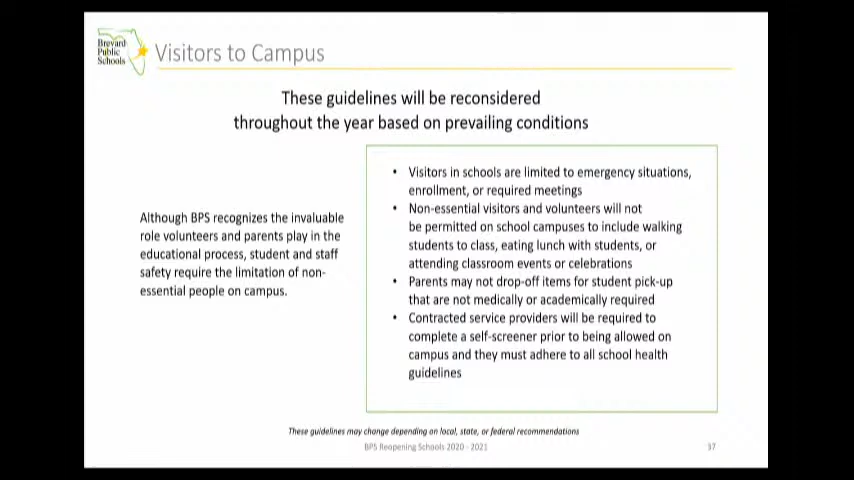 Brevard
Public
Schools
Visitors to Campus
These guidelines will be reconsidered
throughout the year based on prevailing conditions
Although BPS recognizes the invaluable
role volunteers and parents play in the
educational process, student and staff
safety require the limitation of non-
essential people on campus.
• Visitors in schools are limited to emergency situations,
enrollment, or required meetings
• Non-essential visitors and volunteers will not
be permitted on school campuses to include walking
students to class, eating lunch with students, or
attending classroom events or celebrations
• Parents may not drop-off items for student pick-up
that are not medically or academically required
• Contracted service providers will be required to
complete a self-screener prior to being allowed on
campus and they must adhere to all school health
guidelines
These guidelines may change depending on local, state, or federal recommendations
BPS Reopening Schools 2020 - 2021
37